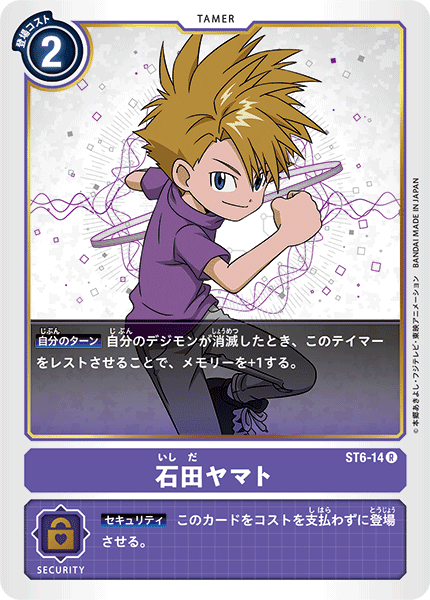 TAMER
登場コスト
2
自分のターン 自分のデジモンが消滅したとき、このテイマー
をレストさせることで、メモリーを+1する。
©本郷あきよし・フジテレビ・東映アニメーション BANDAI MADE IN JAPAN
ST6-14 R
いしだ
石田ヤマト
セキュリティ このカードをコストを支払わずに登場
させる。
SECURITY